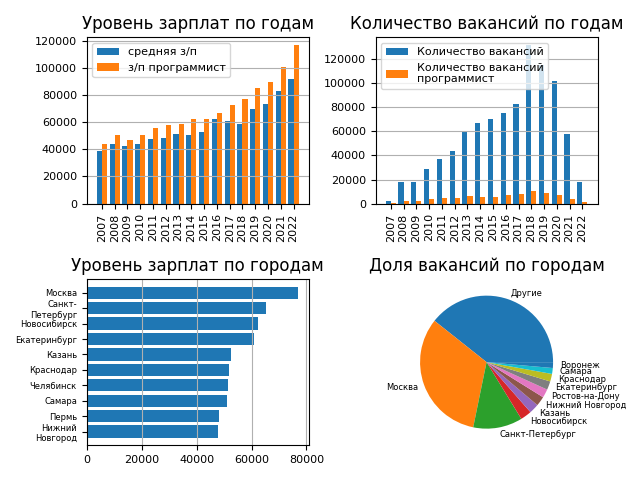 Уровень зарплат по годам
120000
100000
80000
60000
40000
20000
0
средняя з/п
з/п программист
2007
2008
2009
2010
2011
2012
2013
2014
2015
2016
2017
2018
2019
2020
2021
2022
Количество вакансий по годам
120000
100000
80000
60000
40000
20000
0
Количество вакансий
Количество вакансий
программист
2007
2008
2009
2010
2011
2012
2013
2014
2015
2016
2017
2018
2019
2020
2021
2022
Уровень зарплат по городам
Москва
Санкт-
Петербург
Новосибирск
Екатеринбург
Казань
Краснодар
Челябинск
Самара
Пермь
Нижний
Новгород
0
20000
40000
60000
80000
Доля вакансий по городам
Другие
Москва
Санкт-Петербург
Новосибирск
Казань
Нижний Новгород
Ростов-на-Дону
Екатеринбург
Краснодар
Самара
Воронеж